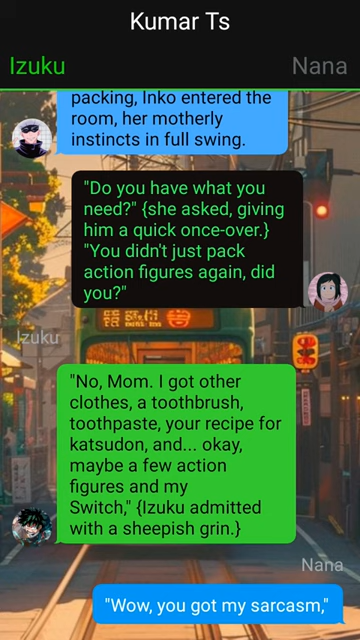 Kumar Ts
Izuku
Nana
packing, Inko entered the
room, her motherly
instincts in full swing.
"Do you have what you
need?" {she asked, giving
him a quick once-over.}
"You didn't just pack
action figures again, did
you?"
Izuku
"No, Mom. I got other
clothes, a toothbrush,
toothpaste, your recipe for
katsudon, and... okay,
maybe a few action
figures and my
Switch," {Izuku admitted
with a sheepish grin.}
Nana
"Wow, you got my sarcasm,"